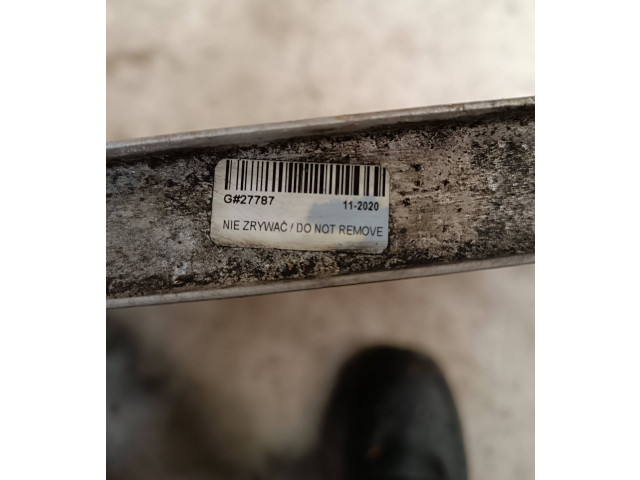 G#27787 11-2020
NIE ZRYWAĆ / DO NOT REMOVE